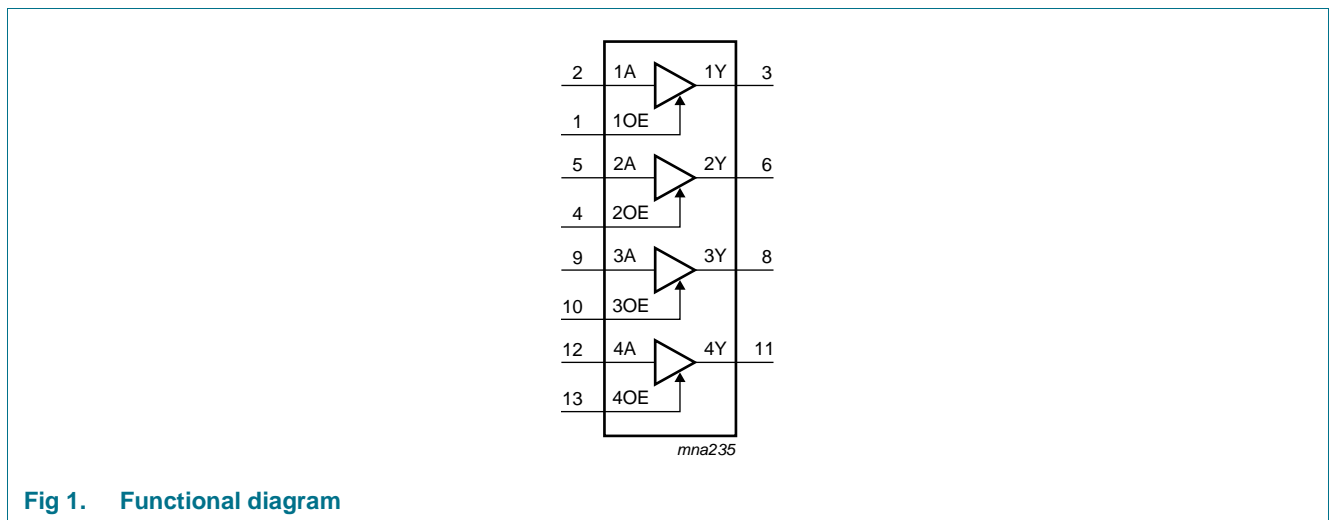 2 1A 1Y 3
1 1OE
5 2A 2Y 6
4 2OE
9 3A 3Y 8
10 3OE
12 4A 4Y 11
13 4OE
mna235
Fig 1. Functional diagram